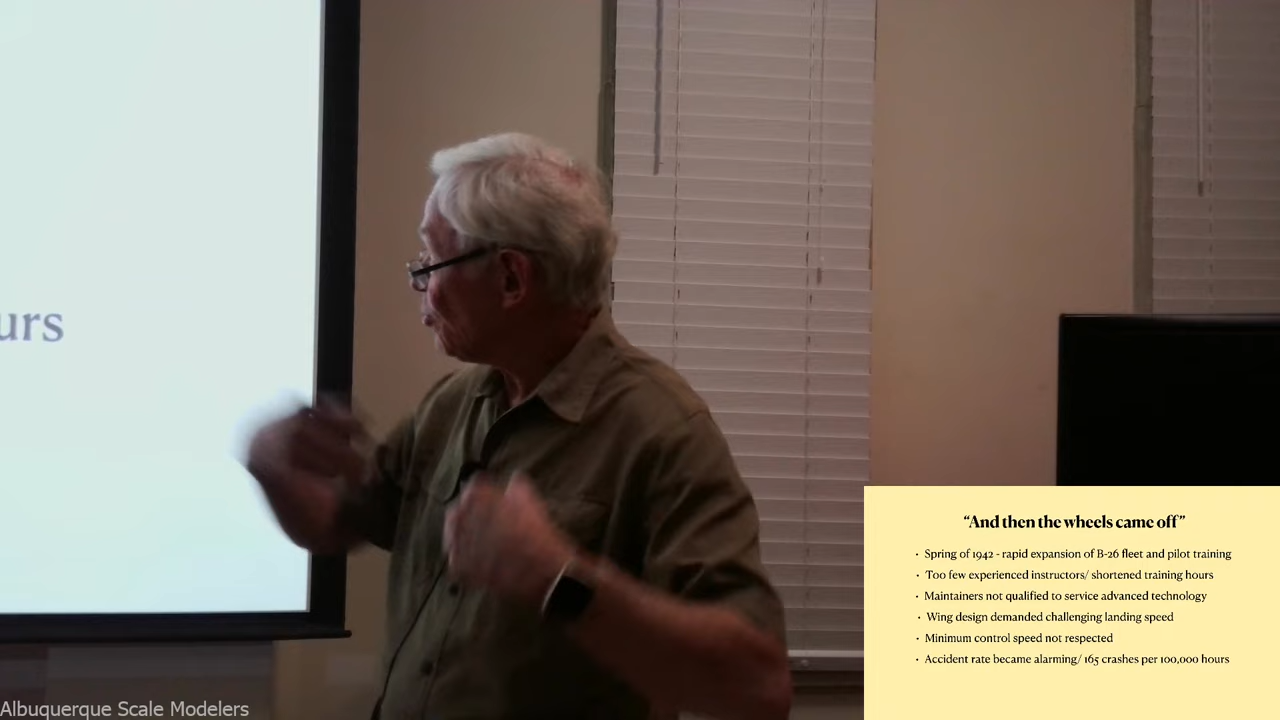 urs
“And then the wheels came off”
• Spring of 1942 - rapid expansion of B-26 fleet and pilot training
• Too few experienced instructors/ shortened training hours
• Maintainers not qualified to service advanced technology
• Wing design demanded challenging landing speed
• Minimum control speed not respected
• Accident rate became alarming/ 165 crashes per 100,000 hours
Albuquerque Scale Modelers